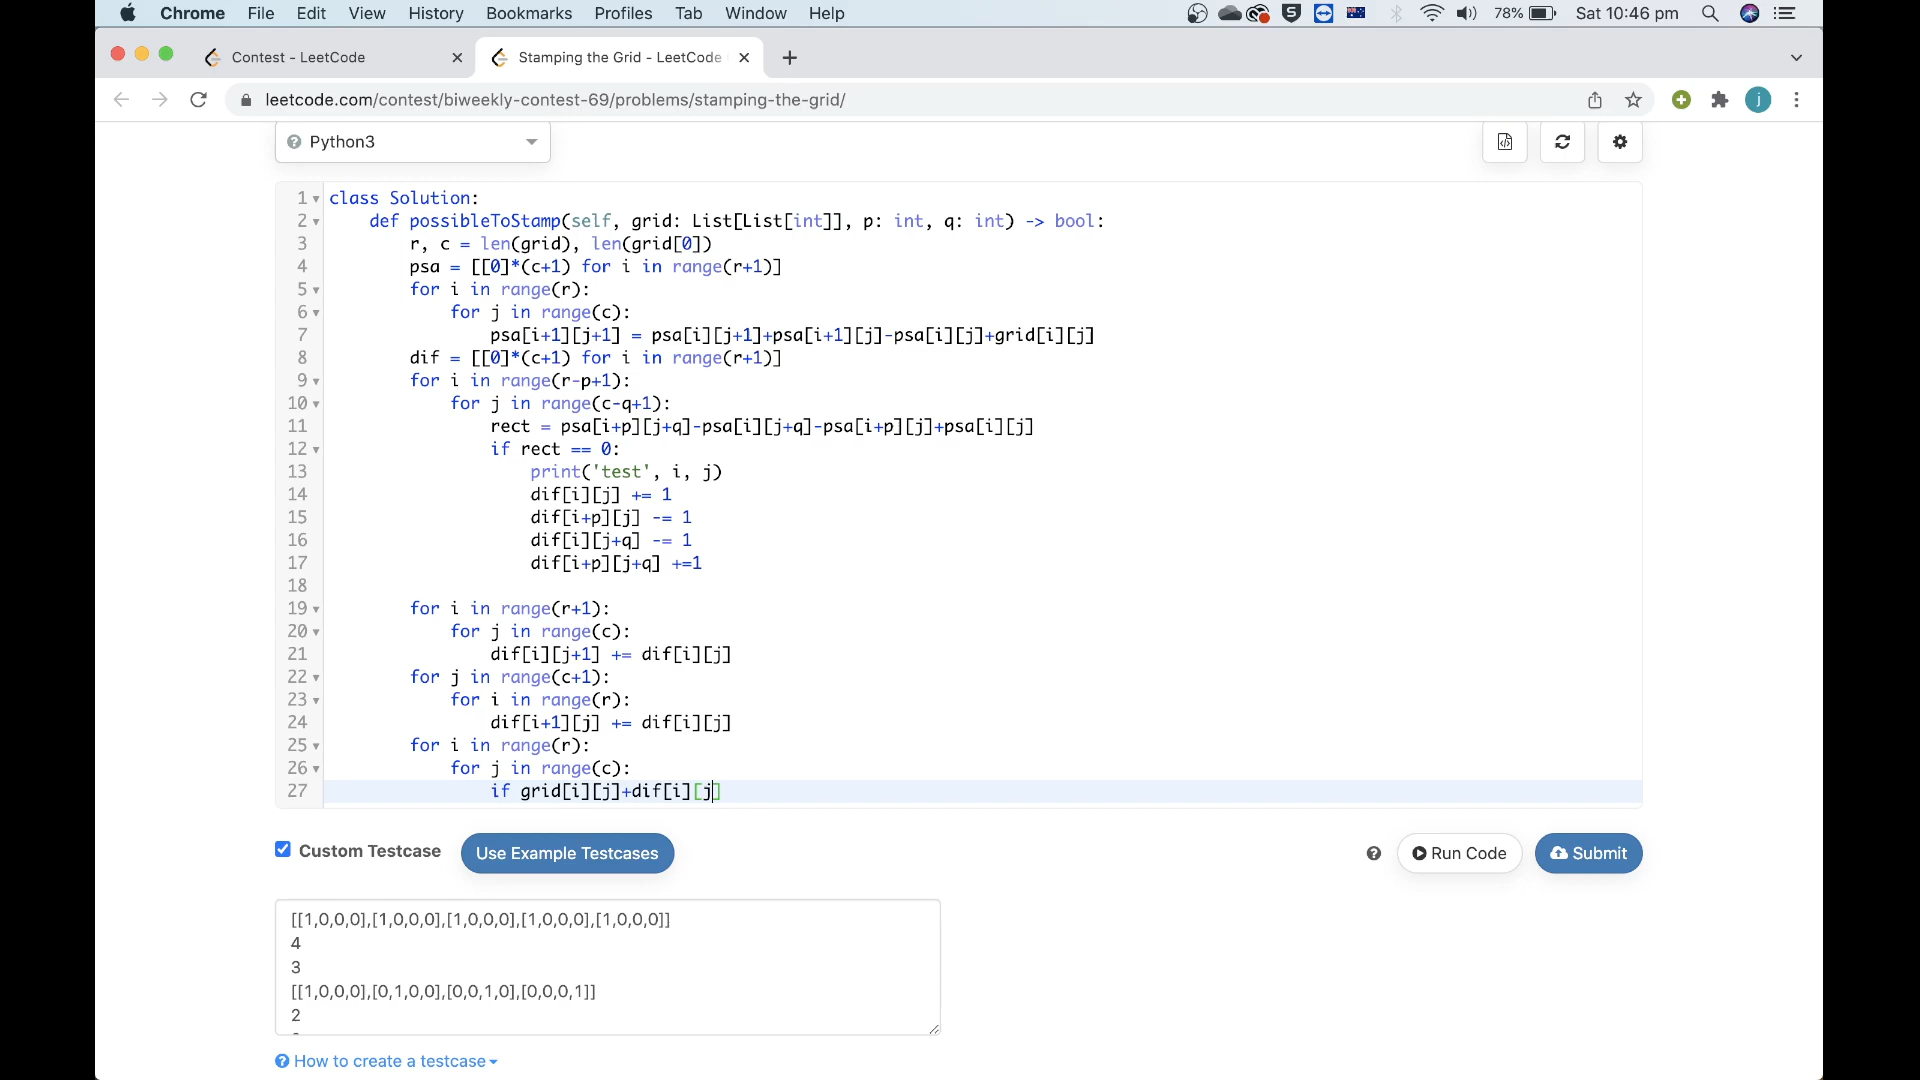 Chrome File Edit View History Bookmarks Profiles Tab Window Help 78% Sat 10:46 pm
Contest - LeetCode Stamping the Grid - LeetCode
leetcode.com/contest/biweekly-contest-69/problems/stamping-the-grid/ j
Python3
1 class Solution:
2 def possibleToStamp(self, grid: List[List[int]], p: int, q: int) -> bool:
3 r, c = len(grid), len(grid[0])
4 psa = [[0]*(c+1) for i in range(r+1)]
5 for i in range(r):
6 for j in range(c):
7 psa[i+1][j+1] = psa[i][j+1]+psa[i+1][j]-psa[i][j]+grid[i][j]
8 dif = [[0]*(c+1) for i in range(r+1)]
9 for i in range(r-p+1):
10 for j in range(c-q+1):
11 rect = psa[i+p][j+q]-psa[i][j+q]-psa[i+p][j]+psa[i][j]
12 if rect == 0:
13 print('test', i, j)
14 dif[i][j] += 1
15 dif[i+p][j] -= 1
16 dif[i][j+q] -= 1
17 dif[i+p][j+q] +=1
18
19 for i in range(r+1):
20 for j in range(c):
21 dif[i][j+1] += dif[i][j]
22 for j in range(c+1):
23 for i in range(r):
24 dif[i+1][j] += dif[i][j]
25 for i in range(r):
26 for j in range(c):
27 if grid[i][j]+dif[i][j]
Custom Testcase Use Example Testcases Run Code Submit
[[1,0,0,0],[1,0,0,0],[1,0,0,0],[1,0,0,0],[1,0,0,0]]
4
3
[[1,0,0,0],[0,1,0,0],[0,0,1,0],[0,0,0,1]]
2
How to create a testcase